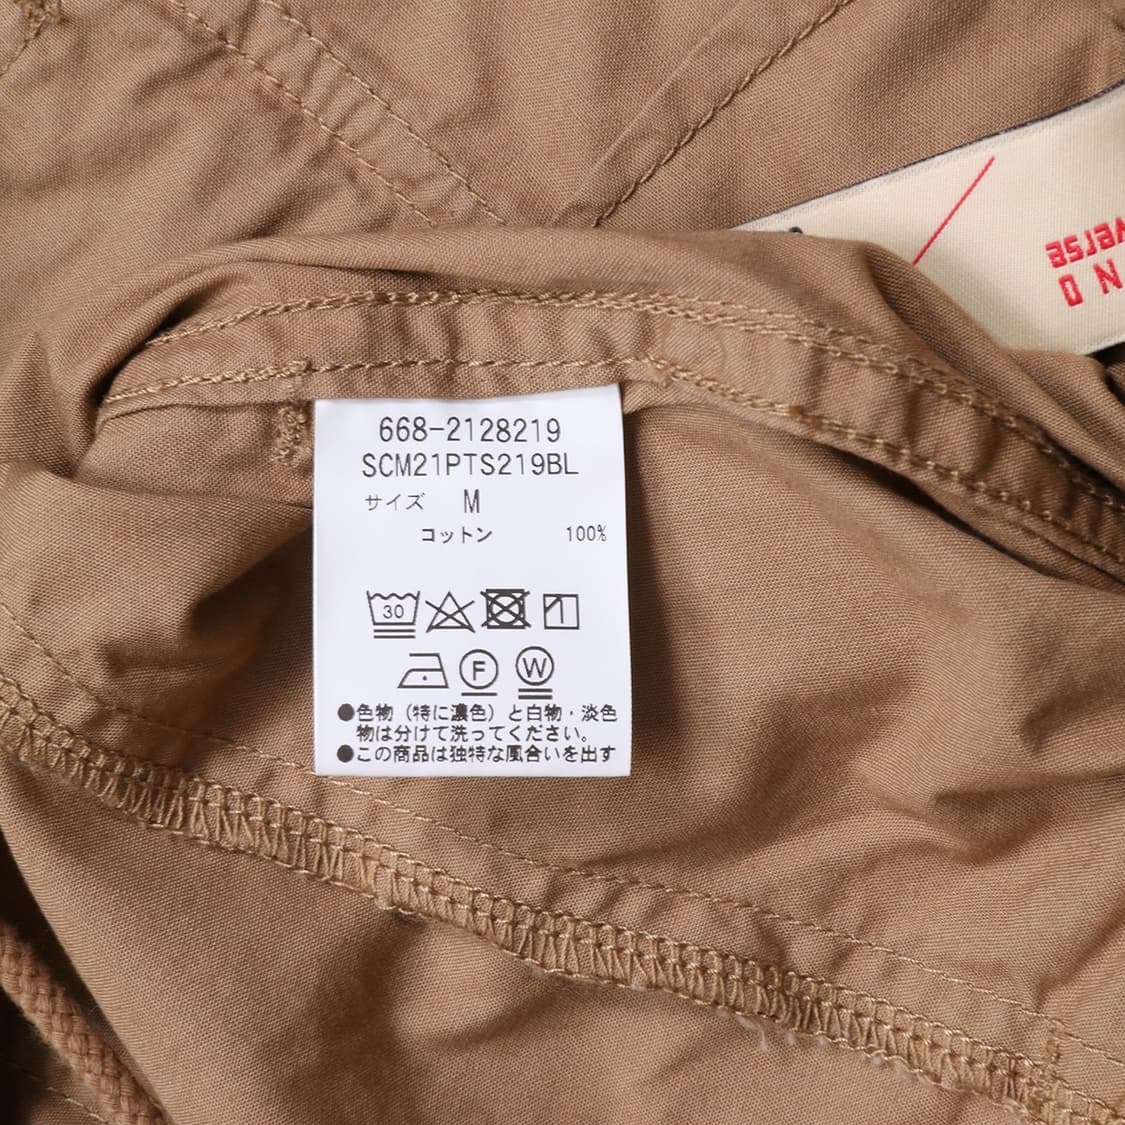 668-2128219
SCM21PTS219BL
サイズ M
コットン 100%
30
F W
●色物（特に濃色）と白物・淡色
物は分けて洗ってください。
●この商品は独特な風合いを出す